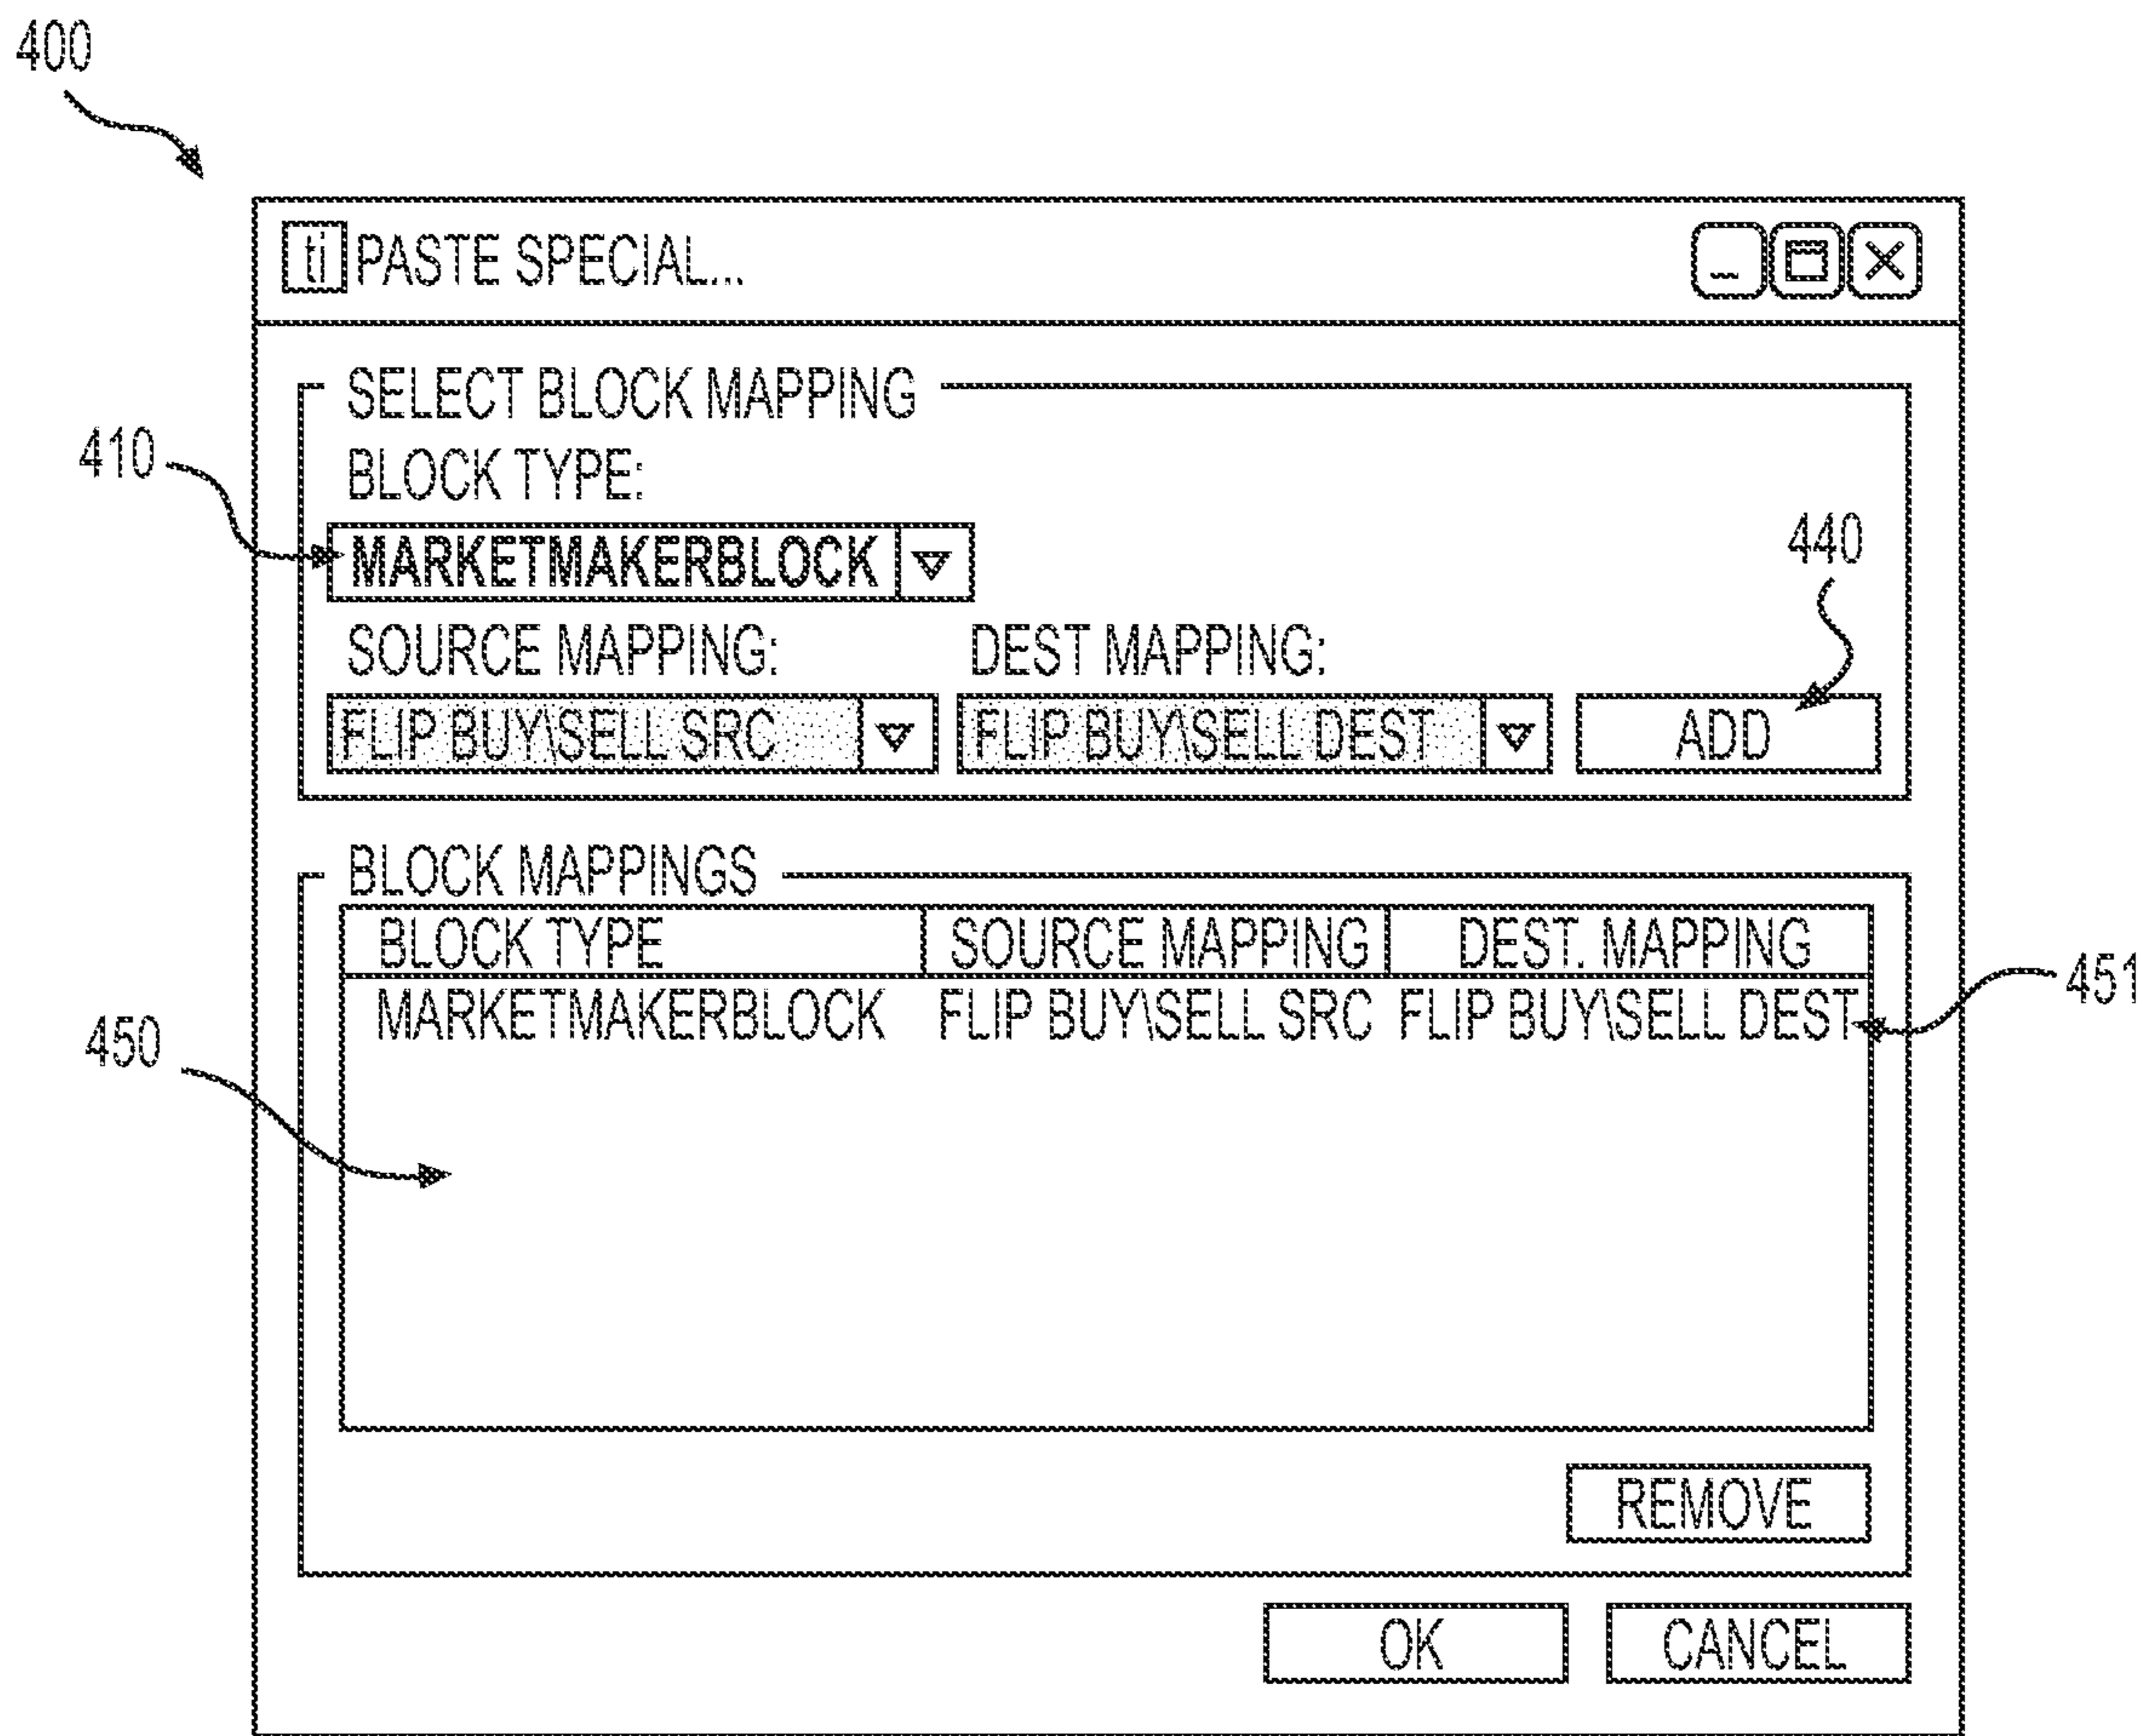 400
ti PASTE SPECIAL...
SELECT BLOCK MAPPING
410
BLOCK TYPE:
440
MARKETMAKERBLOCK
SOURCE MAPPING: DEST MAPPING:
FLIP BUY\SELL SRC FLIP BUY\SELL DEST ADD
BLOCK MAPPINGS
BLOCK TYPE SOURCE MAPPING DEST. MAPPING
451
MARKETMAKERBLOCK FLIP BUY\SELL SRC FLIP BUY\SELL DEST
450
REMOVE
OK CANCEL